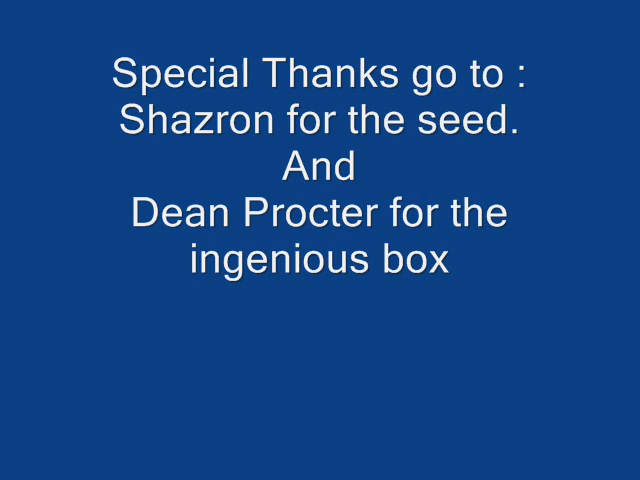 Special Thanks go to :
Shazron for the seed.
And
Dean Procter for the
ingenious box